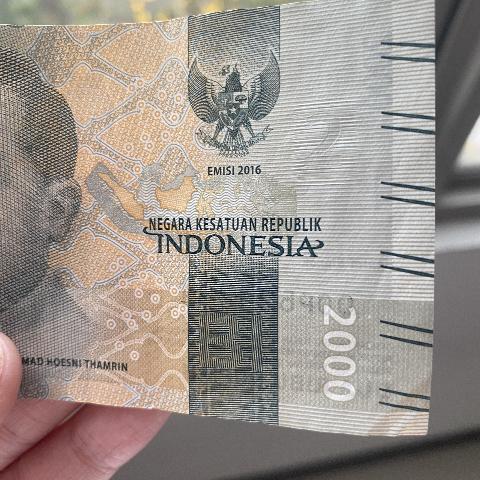 EMISI 2016
NEGARA KESATUAN REPUBLIK
INDONESIA
2000
MAD HOESNI THAMRIN